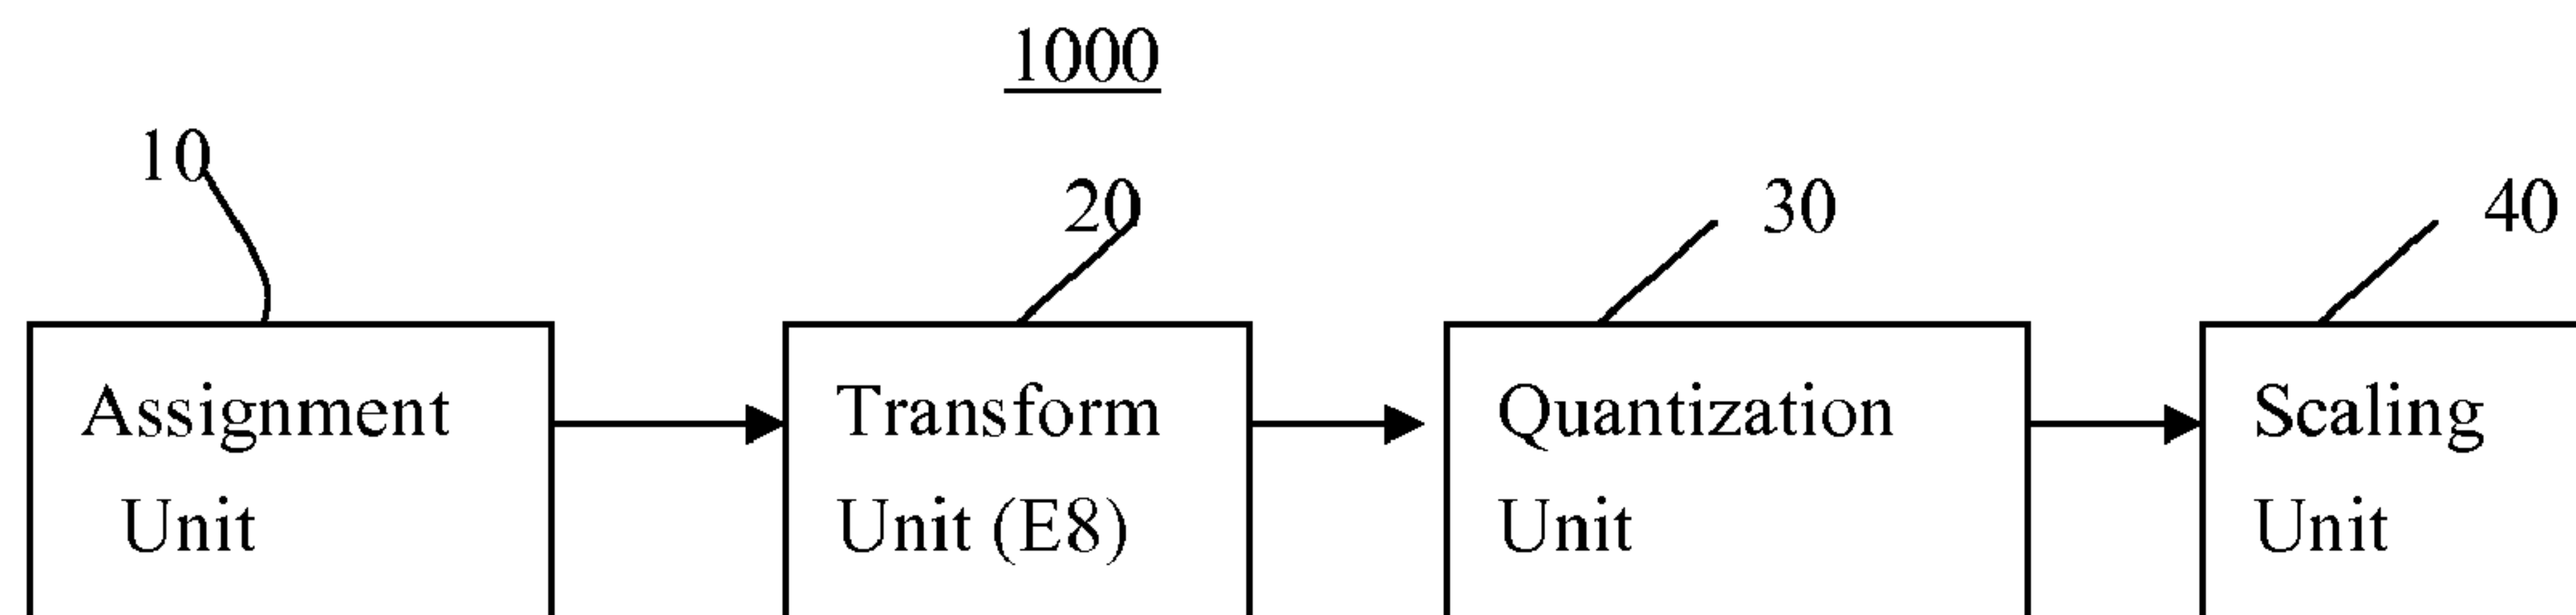 1000
10
20
30
40
Assignment
Unit
Transform
Unit (E8)
Quantization
Unit
Scaling
Unit